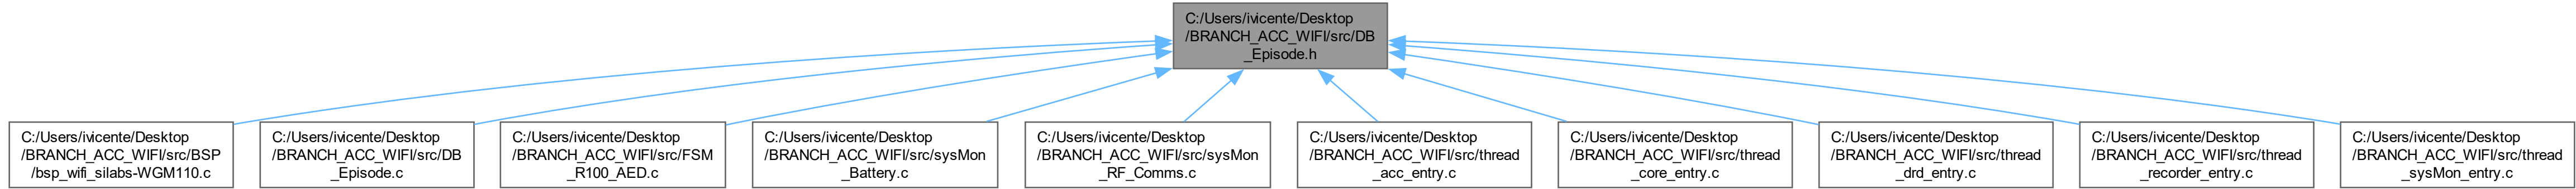 C:/Users/ivicente/Desktop
/BRANCH_ACC_WIFI/src/DB
_Episode.h
C:/Users/ivicente/Desktop
/BRANCH_ACC_WIFI/src/BSP
/bsp_wifi_silabs-WGM110.c
C:/Users/ivicente/Desktop
/BRANCH_ACC_WIFI/src/DB
_Episode.c
C:/Users/ivicente/Desktop
/BRANCH_ACC_WIFI/src/FSM
_R100_AED.c
C:/Users/ivicente/Desktop
/BRANCH_ACC_WIFI/src/sysMon
_Battery.c
C:/Users/ivicente/Desktop
/BRANCH_ACC_WIFI/src/sysMon
_RF_Comms.c
C:/Users/ivicente/Desktop
/BRANCH_ACC_WIFI/src/thread
_acc_entry.c
C:/Users/ivicente/Desktop
/BRANCH_ACC_WIFI/src/thread
_core_entry.c
C:/Users/ivicente/Desktop
/BRANCH_ACC_WIFI/src/thread
_drd_entry.c
C:/Users/ivicente/Desktop
/BRANCH_ACC_WIFI/src/thread
_recorder_entry.c
C:/Users/ivicente/Desktop
/BRANCH_ACC_WIFI/src/thread
_sysMon_entry.c